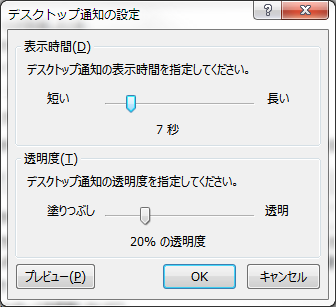 デスクトップ通知の設定
表示時間(D)
デスクトップ通知の表示時間を指定してください。
短い 長い
7 秒
透明度(T)
デスクトップ通知の透明度を指定してください。
塗りつぶし 透明
20% の透明度
プレビュー(P) OK キャンセル